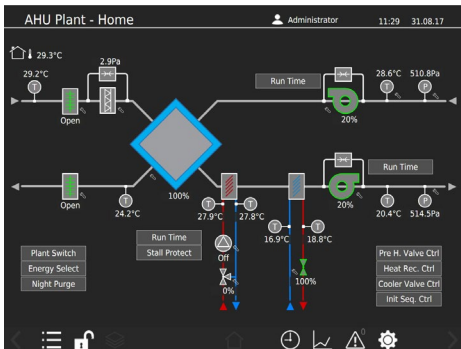 AHU Plant - Home
Administrator
11:29 31.08.17
29.3°C
29.2°C
2.9Pa
28.6°C
510.8Pa
T
T
P
Run Time
Open
20%
100%
Run Time
Open
T
24.2°C
T
T
27.9°C
27.8°C
20%
T
P
20.4°C
514.5Pa
T
T
16.9°C
18.8°C
Run Time
Stall Protect
Off
0%
100%
Plant Switch
Energy Select
Night Purge
Pre H. Valve Ctrl
Heat Rec. Ctrl
Cooler Valve Ctrl
Init Seq. Ctrl
0